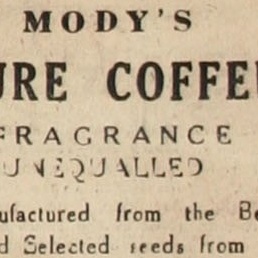 MODY'S
URE COFFE
FRAGRANCE
UNEQUALLED
ufactured from the Be
d Selected seeds from